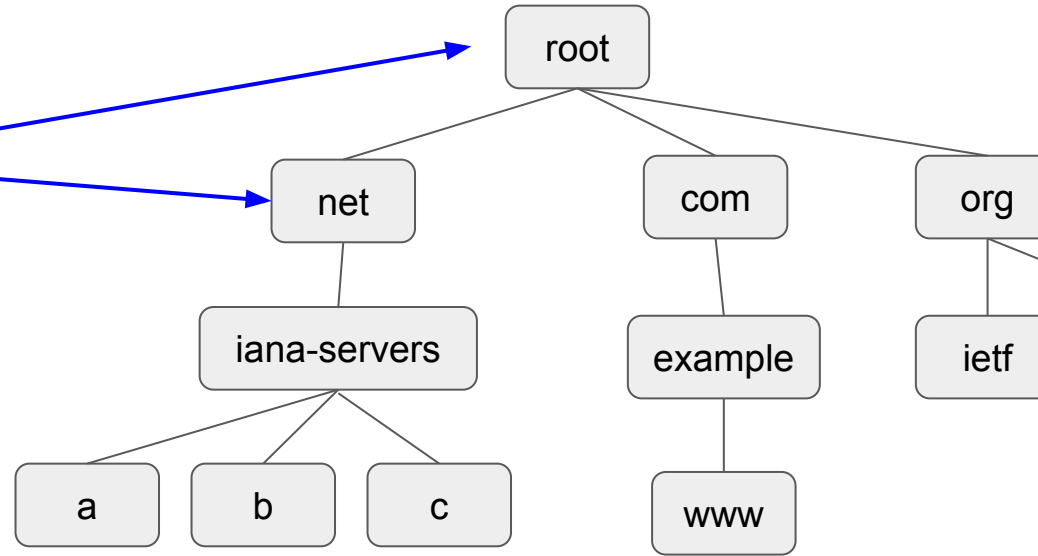 root
net
com
org
iana-servers
example
ietf
a
b
c
www